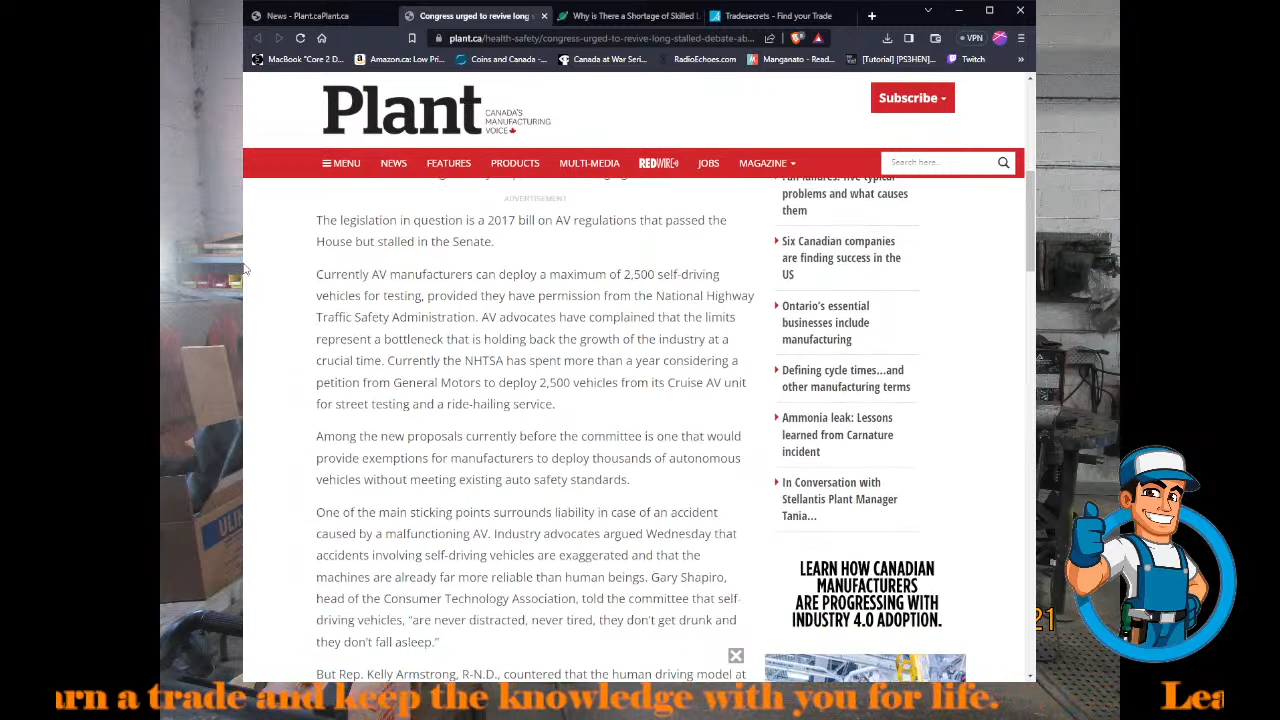 News - Plant.caPlant.ca
Congress urged to revive long s
Why is There a Shortage of Skilled L
Tradesecrets - Find your Trade
plant.ca/health-safety/congress-urged-to-revive-long-stalled-debate-ab...
VPN
MacBook "Core 2 D...
Amazon.ca: Low Pri...
Coins and Canada -...
Canada at War Seri...
RadioEchoes.com
Manganato - Read...
[Tutorial] [PS3HEN]...
Twitch
Plant
CANADA'S
MANUFACTURING
VOICE
Subscribe
MENU
NEWS
FEATURES
PRODUCTS
MULTI-MEDIA
REDWIRE
JOBS
MAGAZINE
Search here...
ADVERTISEMENT
The legislation in question is a 2017 bill on AV regulations that passed the
House but stalled in the Senate.
Currently AV manufacturers can deploy a maximum of 2,500 self-driving
vehicles for testing, provided they have permission from the National Highway
Traffic Safety Administration. AV advocates have complained that the limits
represent a bottleneck that is holding back the growth of the industry at a
crucial time. Currently the NHTSA has spent more than a year considering a
petition from General Motors to deploy 2,500 vehicles from its Cruise AV unit
for street testing and a ride-hailing service.
Among the new proposals currently before the committee is one that would
provide exemptions for manufacturers to deploy thousands of autonomous
vehicles without meeting existing auto safety standards.
One of the main sticking points surrounds liability in case of an accident
caused by a malfunctioning AV. Industry advocates argued Wednesday that
accidents involving self-driving vehicles are exaggerated and that the
machines are already far more reliable than human beings. Gary Shapiro,
head of the Consumer Technology Association, told the committee that self-
driving vehicles, “are never distracted, never tired, they don’t get drunk and
they don’t fall asleep.”
But Rep. Kelly Armstrong, R-N.D., countered that the human driving model at
problems and what causes
them
Six Canadian companies
are finding success in the
US
Ontario's essential
businesses include
manufacturing
Defining cycle times...and
other manufacturing terms
Ammonia leak: Lessons
learned from Carnature
incident
In Conversation with
Stellantis Plant Manager
Tania...
LEARN HOW CANADIAN
MANUFACTURERS
ARE PROGRESSING WITH
INDUSTRY 4.0 ADOPTION.
21
arn a trade and keep the knowledge with you for life. Lea